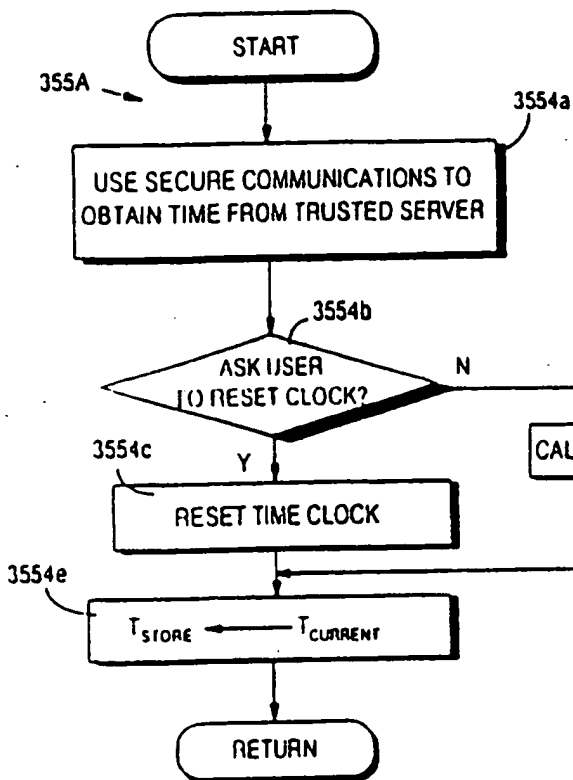 START
355A
3554a
USE SECURE COMMUNICATIONS TO
OBTAIN TIME FROM TRUSTED SERVER
3554b
ASK USER
TO RESET CLOCK?
N
Y
3554c
CAL
RESET TIME CLOCK
3554e
TSTORE TCURRENT
RETURN